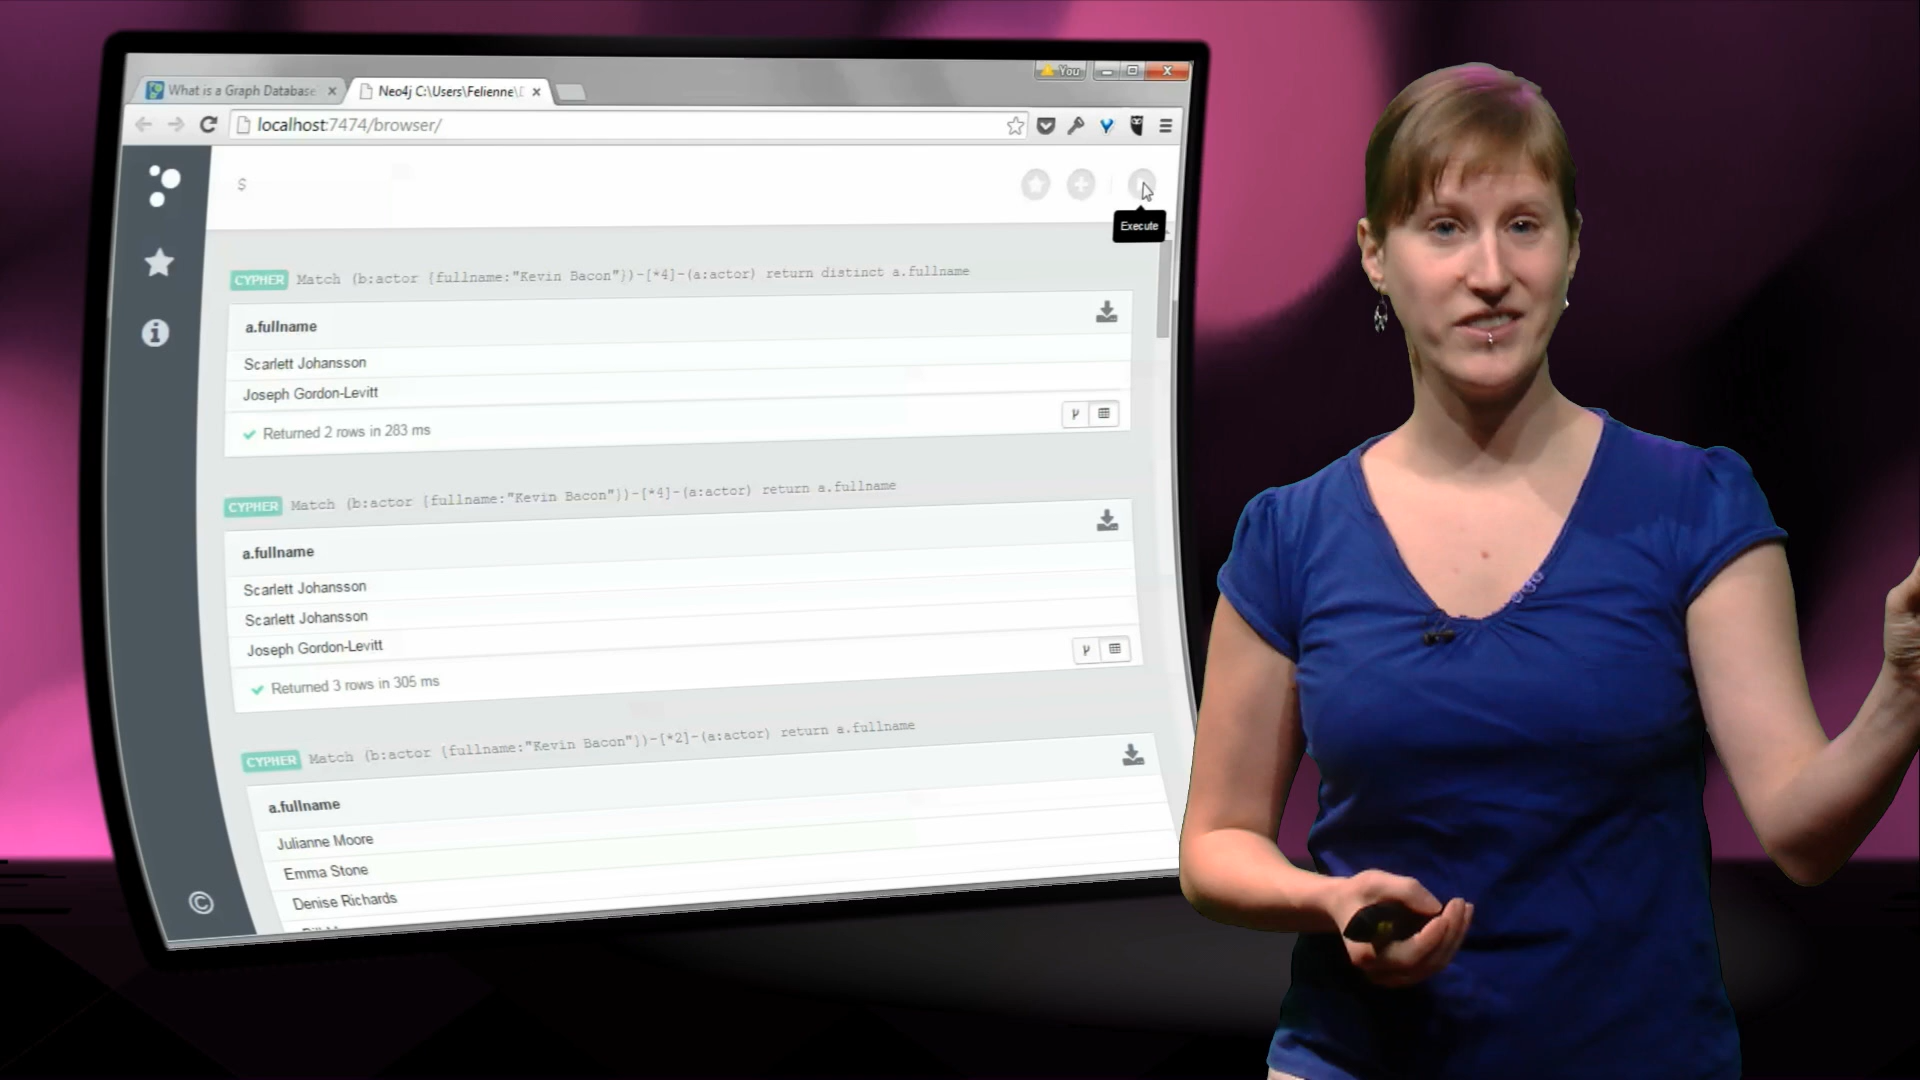 You
What is a Graph Database
Neo4j C:\Users\Felienne\
localhost:7474/browser/
$
Execute
CYPHER Match (b:actor {fullname:"Kevin Bacon"})-[*4]-(a:actor) return distinct a.fullname
a.fullname
Scarlett Johansson
Joseph Gordon-Levitt
Returned 2 rows in 283 ms
CYPHER Match (b:actor {fullname:"Kevin Bacon"})-[*4]-(a:actor) return a.fullname
a.fullname
Scarlett Johansson
Scarlett Johansson
Joseph Gordon-Levitt
Returned 3 rows in 305 ms
CYPHER Match (b:actor {fullname:"Kevin Bacon"})-[*2]-(a:actor) return a.fullname
a.fullname
Julianne Moore
Emma Stone
Denise Richards